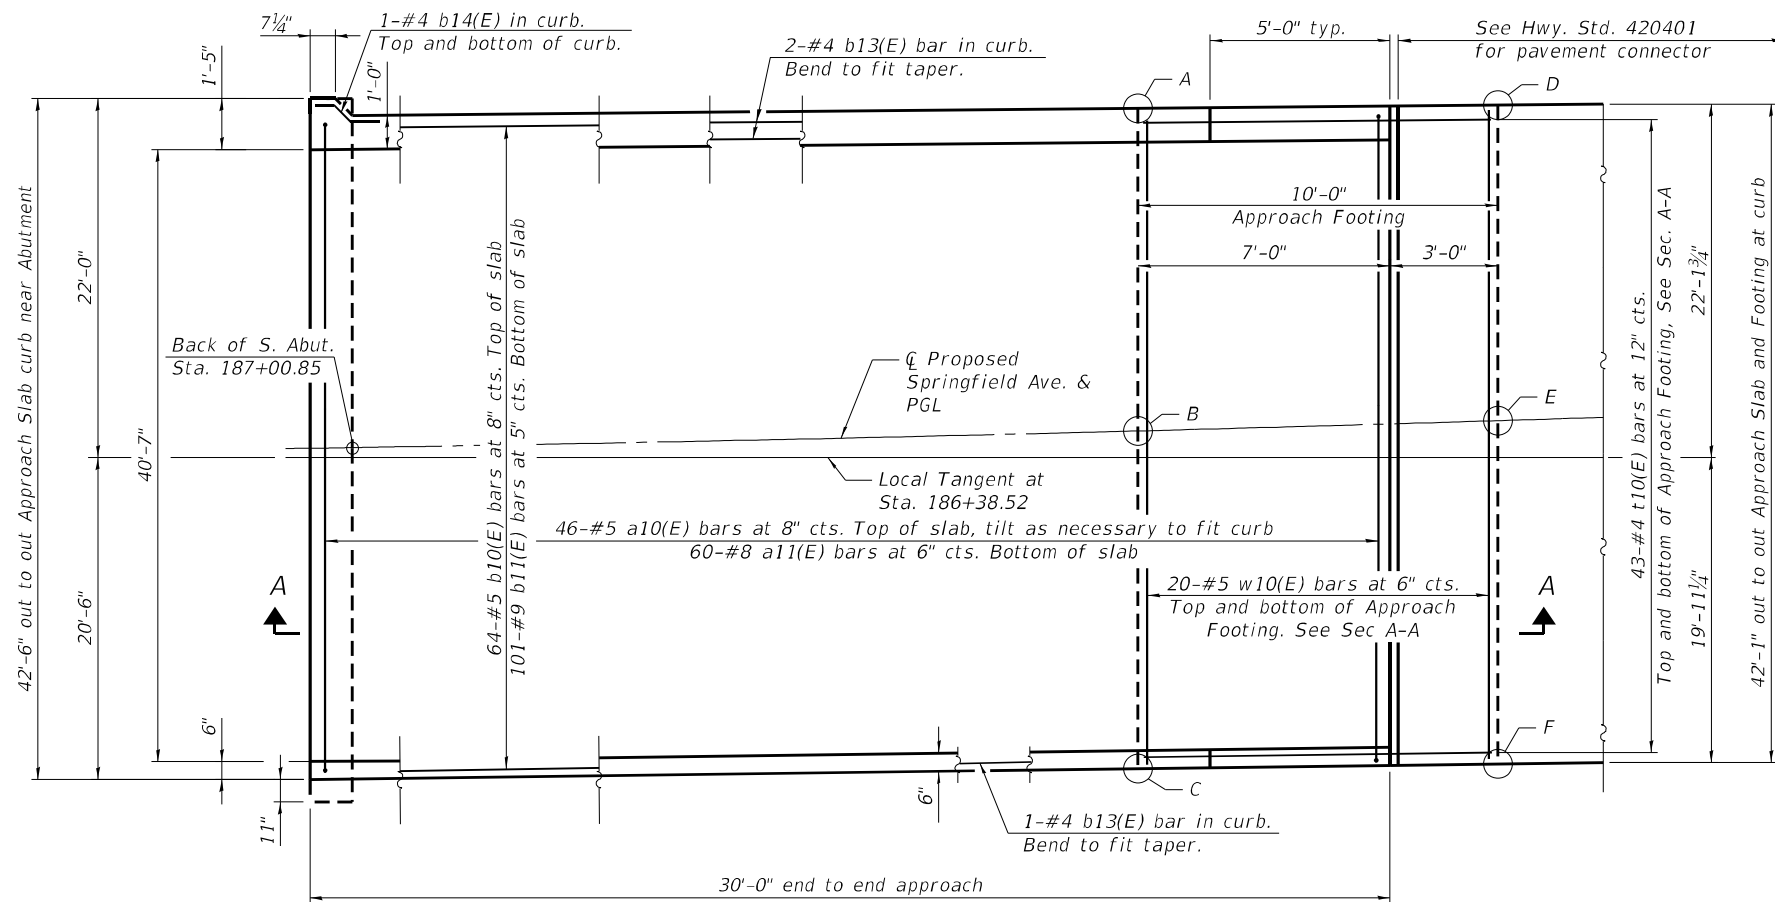 7¼"
1-#4 b14(E) in curb.
Top and bottom of curb.
5'-0" typ.
See Hwy. Std. 420401
for pavement connector
2-#4 b13(E) bar in curb.
Bend to fit taper.
1'-5"
1'-0"
A
D
10'-0"
Approach Footing
7'-0"
3'-0"
42'-6" out to out Approach Slab curb near Abutment
22'-0"
40'-7"
64-#5 b10(E) bars at 8" cts. Top of slab
101-#9 b11(E) bars at 5" cts. Bottom of slab
43-#4 t10(E) bars at 12" cts.
Top and bottom of Approach Footing, See Sec. A-A
22'-1¾"
42'-1" out to out Approach Slab and Footing at curb
Back of S. Abut.
Sta. 187+00.85
℄ Proposed
Springfield Ave. &
PGL
B
E
Local Tangent at
Sta. 186+38.52
46-#5 a10(E) bars at 8" cts. Top of slab, tilt as necessary to fit curb
60-#8 a11(E) bars at 6" cts. Bottom of slab
A
A
20-#5 w10(E) bars at 6" cts.
Top and bottom of Approach
Footing. See Sec A-A
20'-6"
19'-11¼"
6"
11"
6"
C
F
1-#4 b13(E) bar in curb.
Bend to fit taper.
30'-0" end to end approach